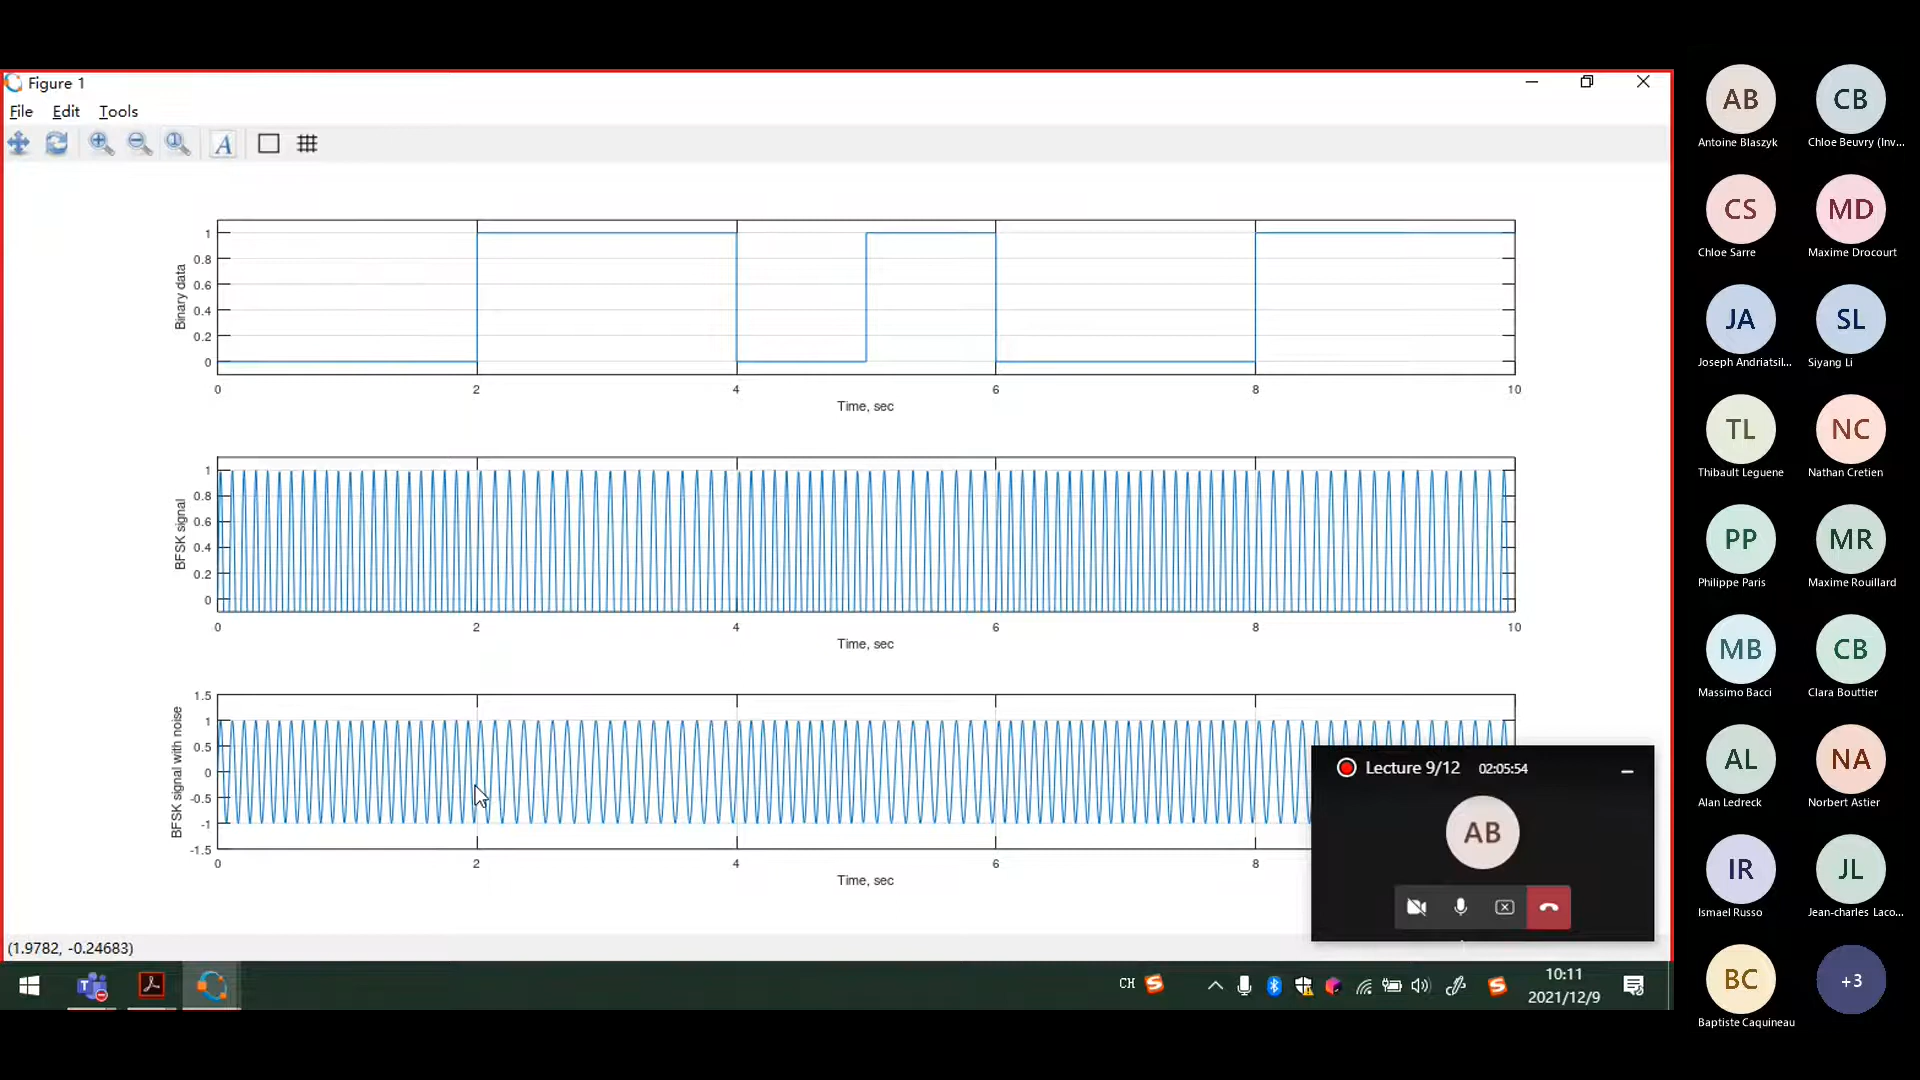 Figure 1
File Edit Tools
A
Binary data
1
0.8
0.6
0.4
0.2
0
0 2 4 6 8 10
Time, sec
BFSK signal
1
0.8
0.6
0.4
0.2
0
0 2 4 6 8 10
Time, sec
BFSK signal with noise
1.5
1
0.5
0
-0.5
-1
-1.5
0 2 4 6 8
Time, sec
Lecture 9/12 02:05:54
AB
(1.9782, -0.24683)
CH
10:11
2021/12/9
AB CB
Antoine Blaszyk Chloe Beuvry (Inv...
CS MD
Chloe Sarre Maxime Drocourt
JA SL
Joseph Andriatsil... Siyang Li
TL NC
Thibault Leguene Nathan Cretien
PP MR
Philippe Paris Maxime Rouillard
MB CB
Massimo Bacci Clara Bouttier
AL NA
Alan Ledreck Norbert Astier
IR JL
Ismael Russo Jean-charles Laco...
BC +3
Baptiste Caquineau